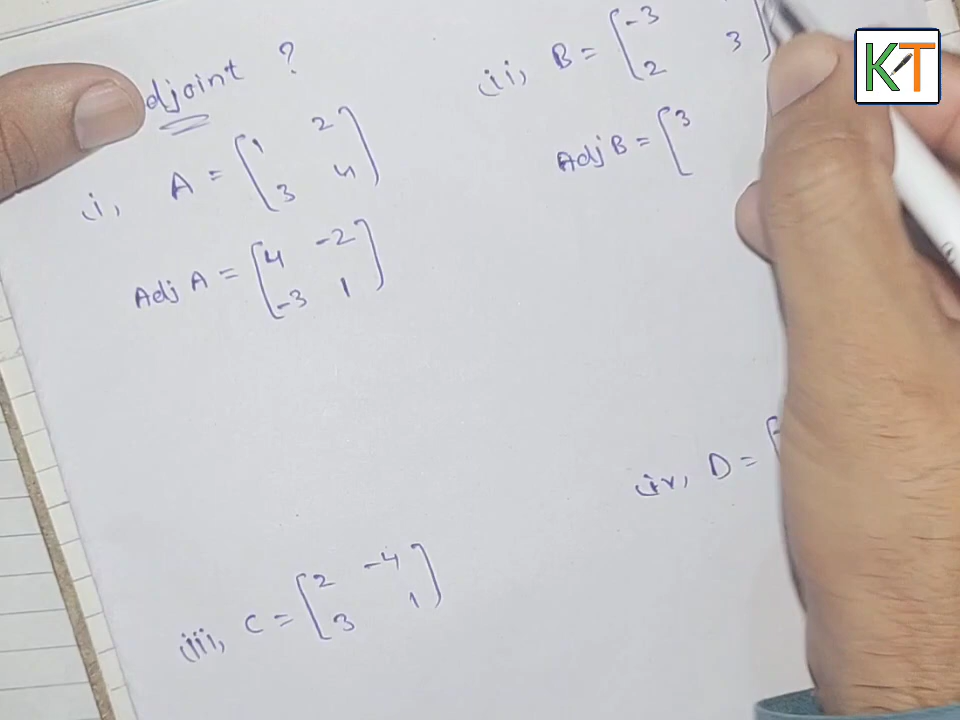 djoint ?
i, A = [1 2
3 4]
Adj A = [4 -2
-3 1]
ii, B = [-3
2 3]
Adj B = [3
iii, C = [2 -4
3 1]
iv, D = [
KT